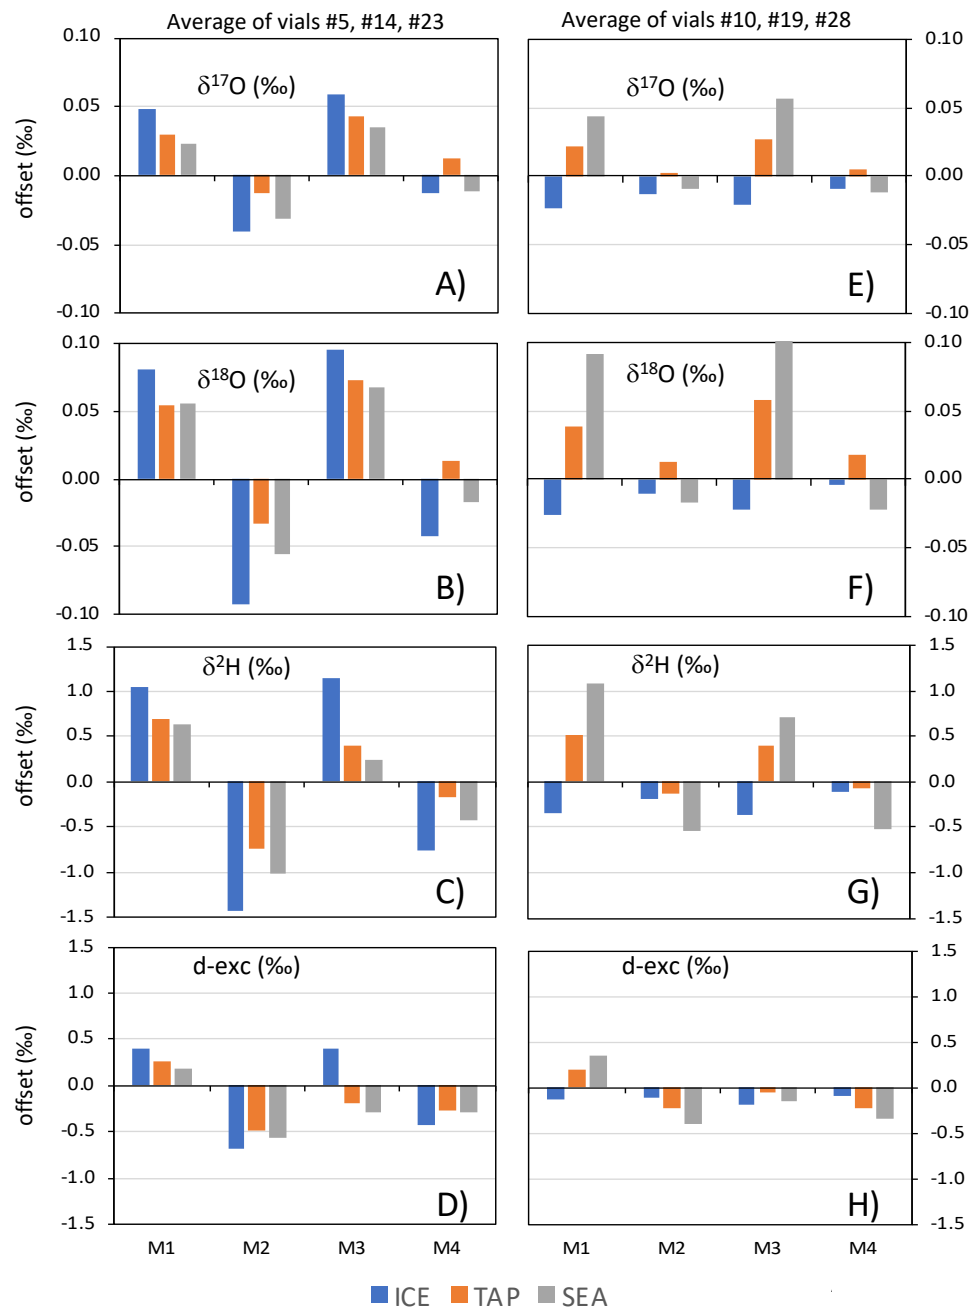 Average of vials #5, #14, #23
Average of vials #10, #19, #28
0.10
0.05
0.00
-0.05
-0.10
offset (‰)
δ¹⁷O (‰)
A)
δ¹⁷O (‰)
E)
0.10
0.05
0.00
-0.05
-0.10
0.10
0.05
0.00
-0.05
-0.10
offset (‰)
δ¹⁸O (‰)
B)
δ¹⁸O (‰)
F)
0.10
0.05
0.00
-0.05
-0.10
1.5
1.0
0.5
0.0
-0.5
-1.0
-1.5
offset (‰)
δ²H (‰)
C)
δ²H (‰)
G)
1.5
1.0
0.5
0.0
-0.5
-1.0
-1.5
1.5
1.0
0.5
0.0
-0.5
-1.0
-1.5
offset (‰)
d-exc (‰)
D)
d-exc (‰)
H)
1.5
1.0
0.5
0.0
-0.5
-1.0
-1.5
M1 M2 M3 M4
M1 M2 M3 M4
ICE TAP SEA